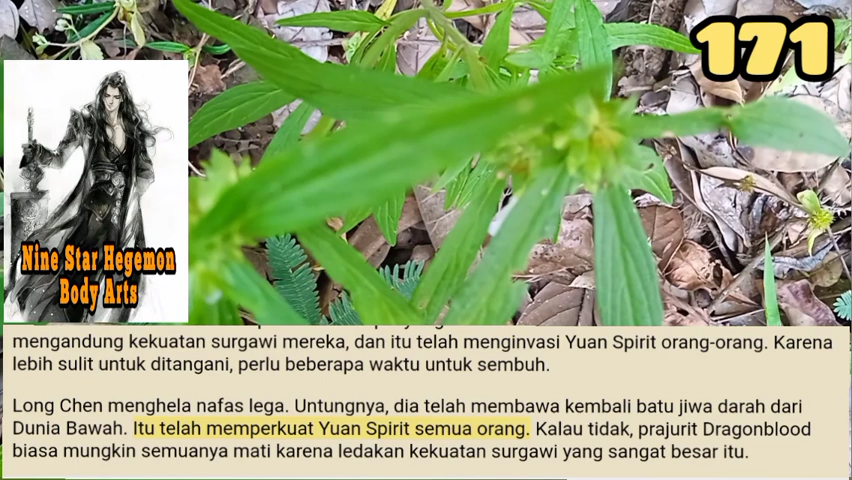 171
Nine Star Hegemon
Body Arts
mengandung kekuatan surgawi mereka, dan itu telah menginvasi Yuan Spirit orang-orang. Karena
lebih sulit untuk ditangani, perlu beberapa waktu untuk sembuh.
Long Chen menghela nafas lega. Untungnya, dia telah membawa kembali batu jiwa darah dari
Dunia Bawah. Itu telah memperkuat Yuan Spirit semua orang. Kalau tidak, prajurit Dragonblood
biasa mungkin semuanya mati karena ledakan kekuatan surgawi yang sangat besar itu.